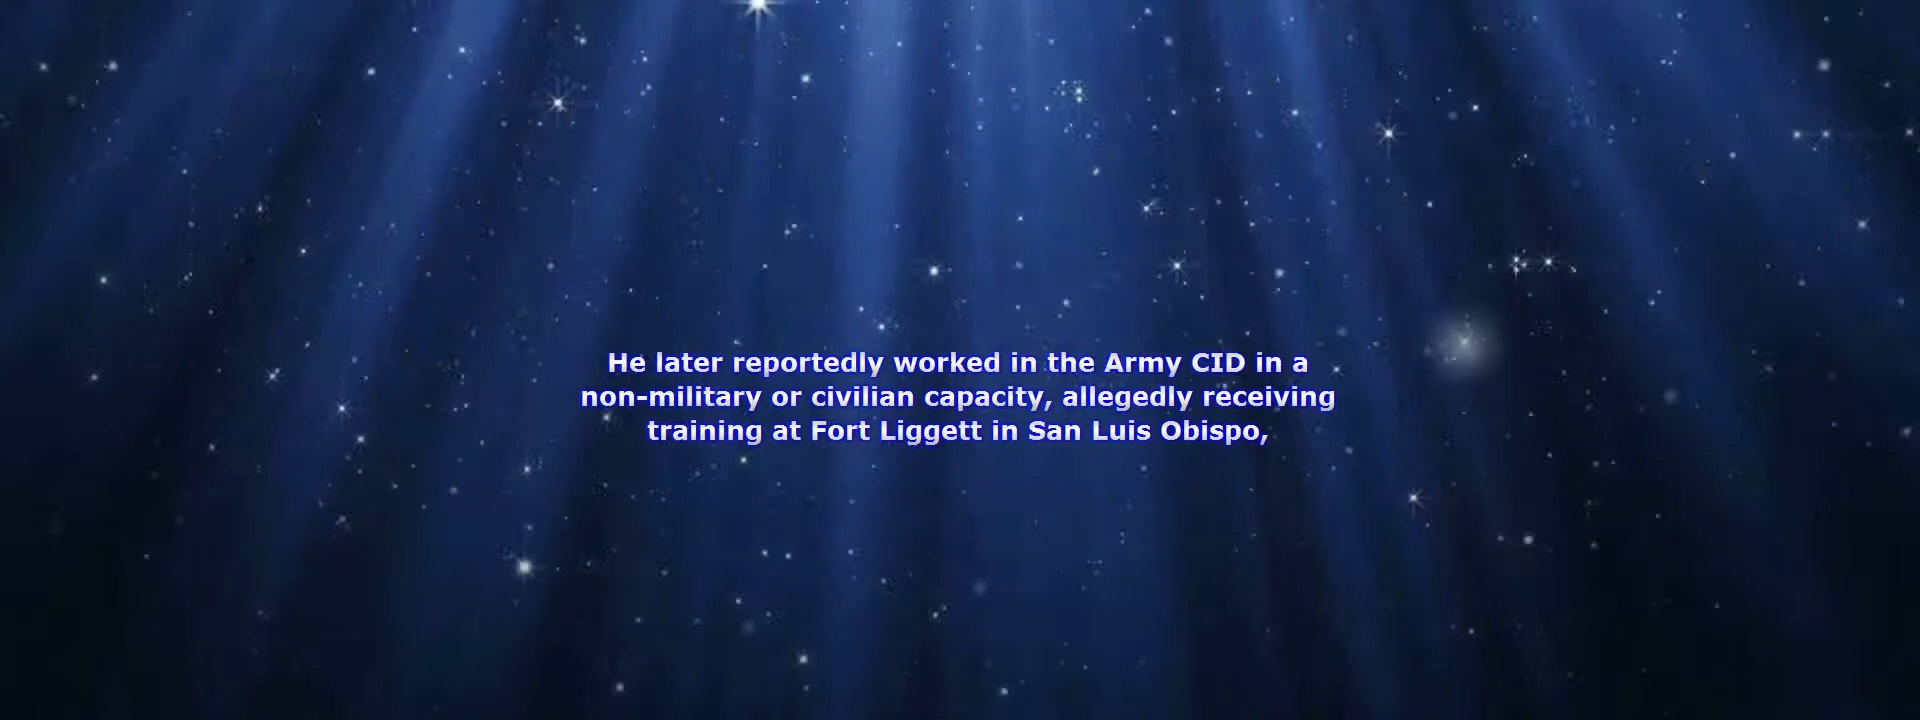 He later reportedly worked in the Army CID in a
non-military or civilian capacity, allegedly receiving
training at Fort Liggett in San Luis Obispo,